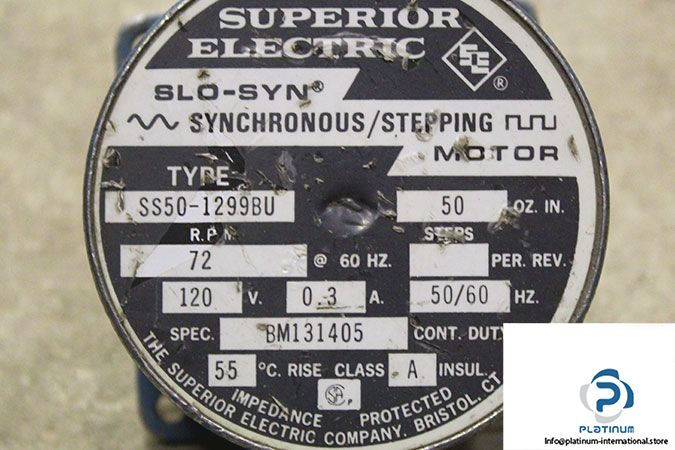 SUPERIOR
ELECTRIC
SE
®
SLO-SYN®
SYNCHRONOUS/STEPPING
MOTOR
TYPE
SS50-1299BU 50 OZ. IN.
R.P.M. STEPS
72 @ 60 HZ. PER. REV.
120 V. 0.3 A. 50/60 HZ.
SPEC. BM131405 CONT. DUTY
55 °C. RISE CLASS A INSUL.
IMPEDANCE PROTECTED
THE SUPERIOR ELECTRIC COMPANY. BRISTOL, CT
PLATINUM
Info@platinum-international.store